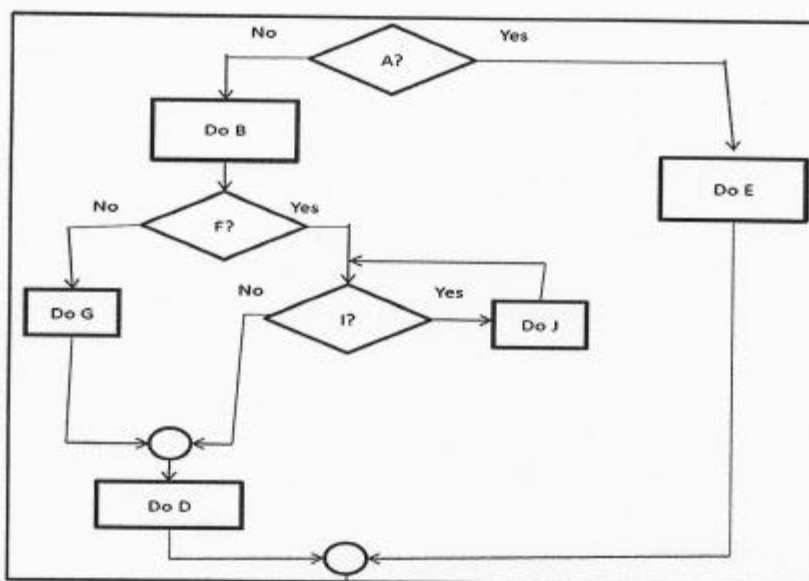 No
A?
Yes
Do B
Do E
No
F?
Yes
No
I?
Yes
Do G
Do J
Do D